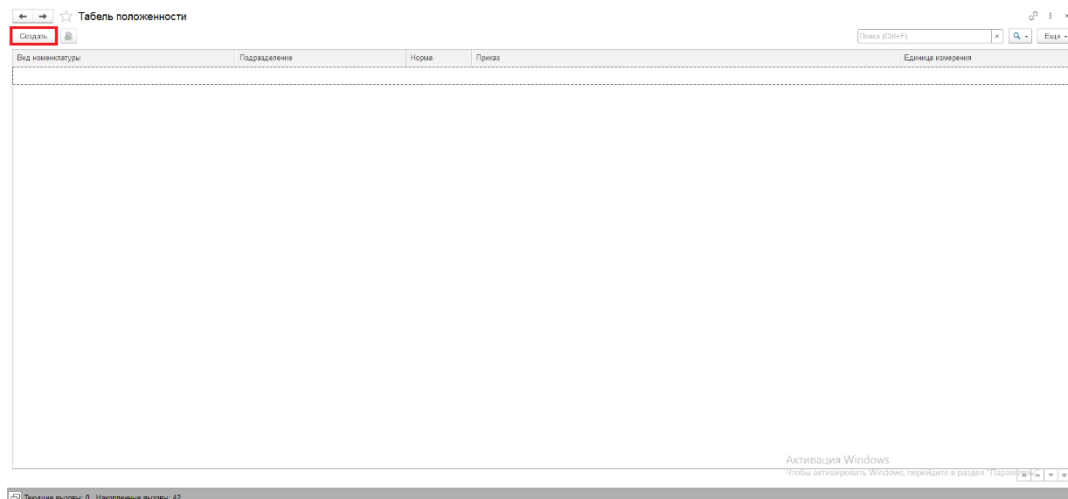 Табель положенности
Создать
Поиск (Ctrl+F)
Еще
Вид номенклатуры Подразделение Норма Приказ Единица измерения
Активация Windows
Чтобы активировать Windows, перейдите в раздел "Параметры".
Текущие вызовы: 0 Накопленные вызовы: 42